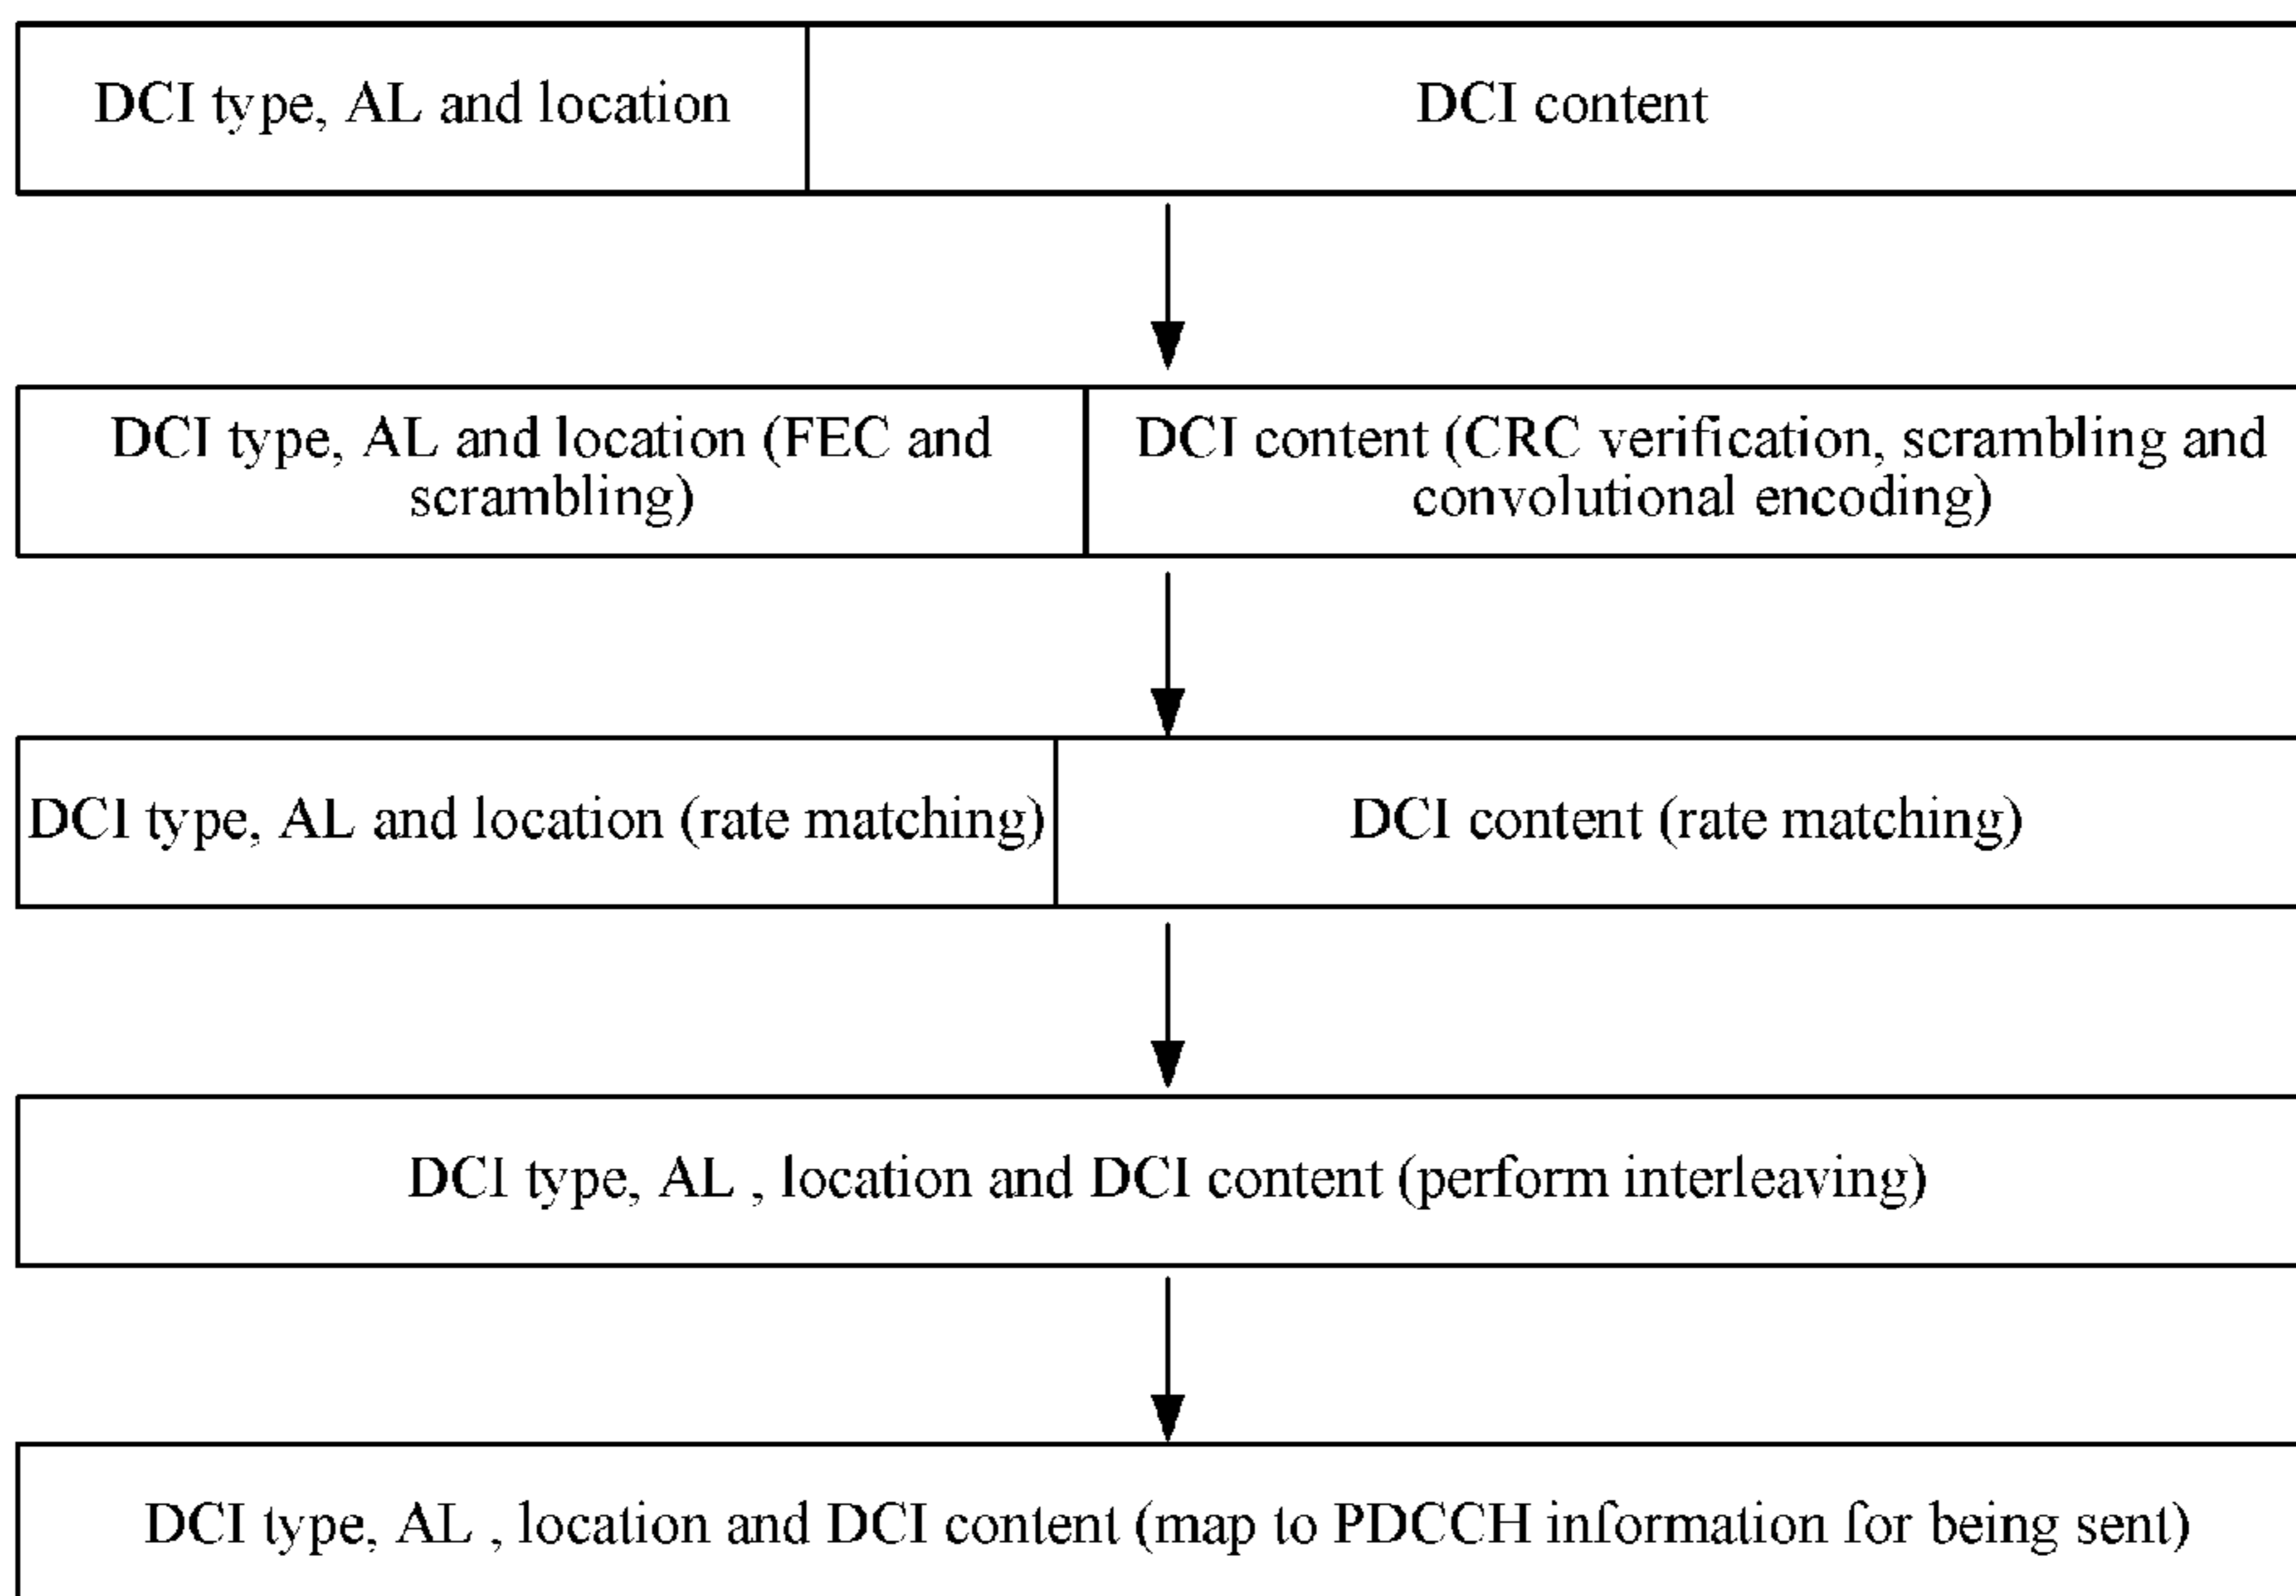 DCI type, AL and location
DCI content
DCI type, AL and location (FEC and
scrambling)
DCI content (CRC verification, scrambling and
convolutional encoding)
DCI type, AL and location (rate matching)
DCI content (rate matching)
DCI type, AL , location and DCI content (perform interleaving)
DCI type, AL , location and DCI content (map to PDCCH information for being sent)